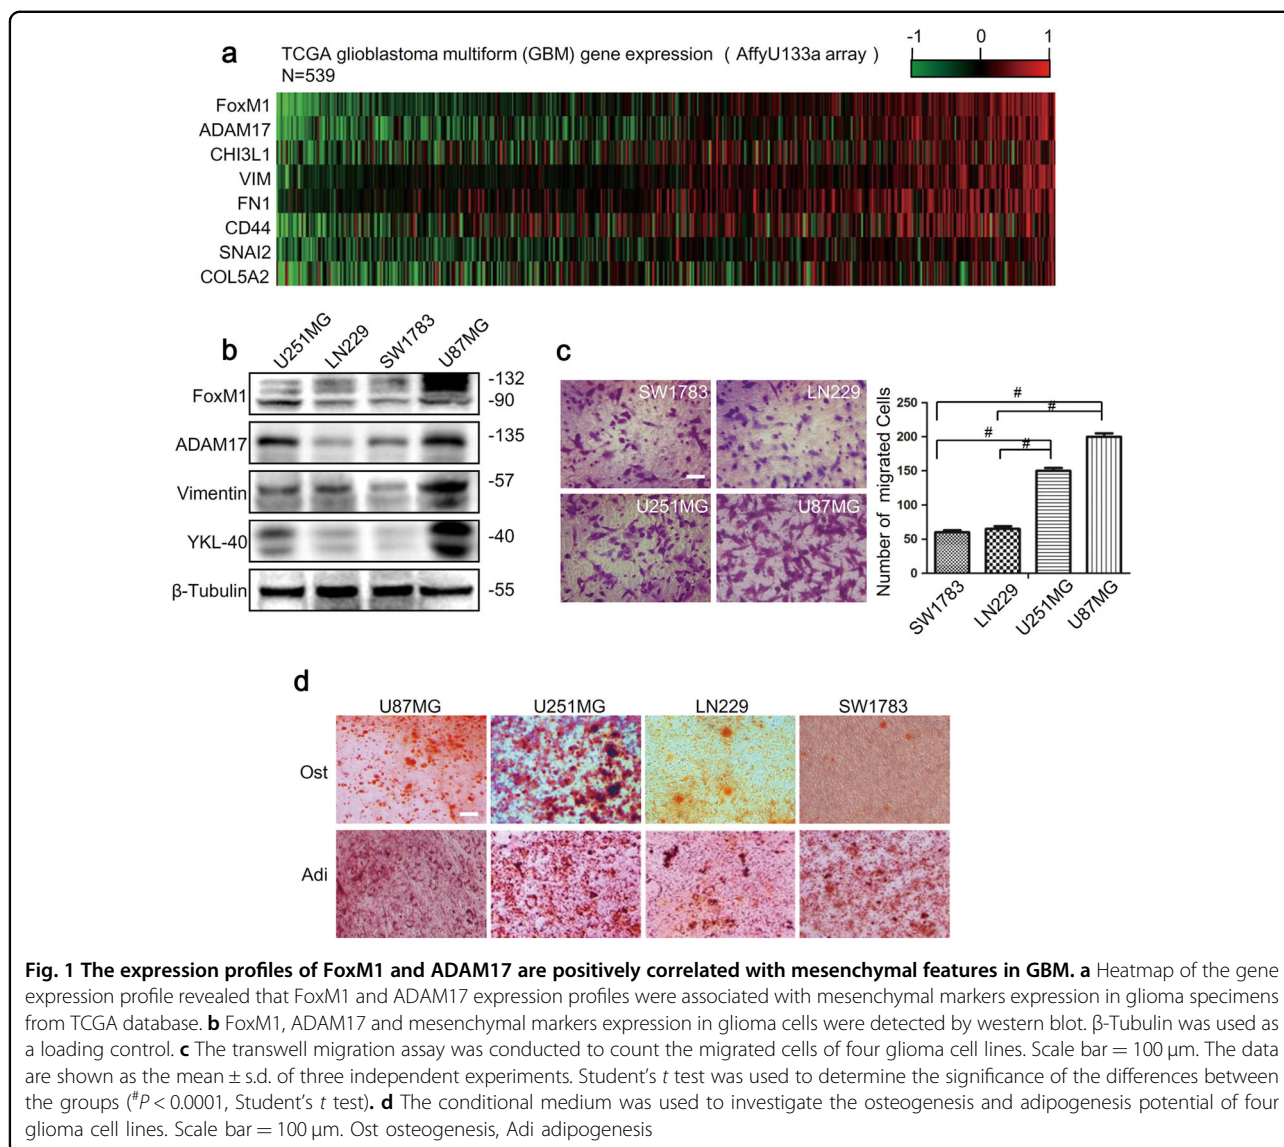 a
TCGA glioblastoma multiform (GBM) gene expression ( AffyU133a array )
N=539
-1 0 1
FoxM1
ADAM17
CHI3L1
VIM
FN1
CD44
SNAI2
COL5A2
b
U251MG LN229 SW1783 U87MG
FoxM1
-132
-90
ADAM17
-135
Vimentin
-57
YKL-40
-40
β-Tubulin
-55
c
SW1783 LN229
U251MG U87MG
Number of migrated Cells
250
200
150
100
50
0
#
#
#
#
SW1783 LN229 U251MG U87MG
d
U87MG U251MG LN229 SW1783
Ost
Adi
Fig. 1 The expression profiles of FoxM1 and ADAM17 are positively correlated with mesenchymal features in GBM. a Heatmap of the gene
expression profile revealed that FoxM1 and ADAM17 expression profiles were associated with mesenchymal markers expression in glioma specimens
from TCGA database. b FoxM1, ADAM17 and mesenchymal markers expression in glioma cells were detected by western blot. β-Tubulin was used as
a loading control. c The transwell migration assay was conducted to count the migrated cells of four glioma cell lines. Scale bar = 100 μm. The data
are shown as the mean ± s.d. of three independent experiments. Student's t test was used to determine the significance of the differences between
the groups (#P < 0.0001, Student's t test). d The conditional medium was used to investigate the osteogenesis and adipogenesis potential of four
glioma cell lines. Scale bar = 100 μm. Ost osteogenesis, Adi adipogenesis